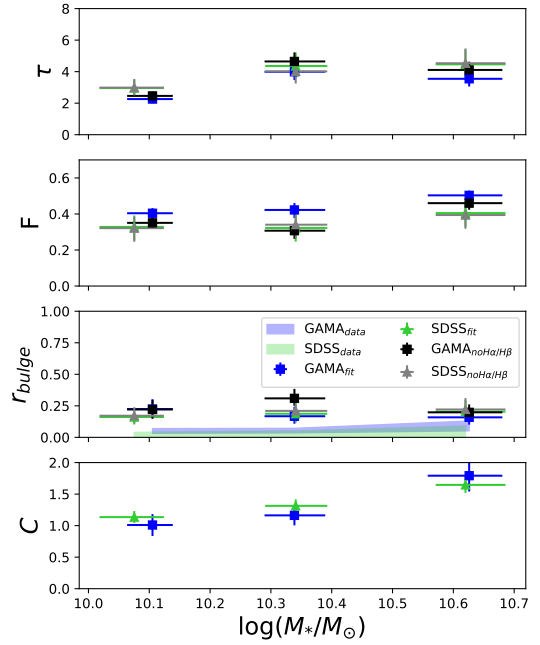 8
6
4
2
0
τ
0.6
0.4
0.2
0.0
F
1.00
0.75
0.50
0.25
0.00
r_bulge
GAMA_data
SDSS_data
GAMA_fit
SDSS_fit
GAMA_noHα/Hβ
SDSS_noHα/Hβ
2.0
1.5
1.0
0.5
0.0
C
10.0 10.1 10.2 10.3 10.4 10.5 10.6 10.7
log(M_*/M_⊙)